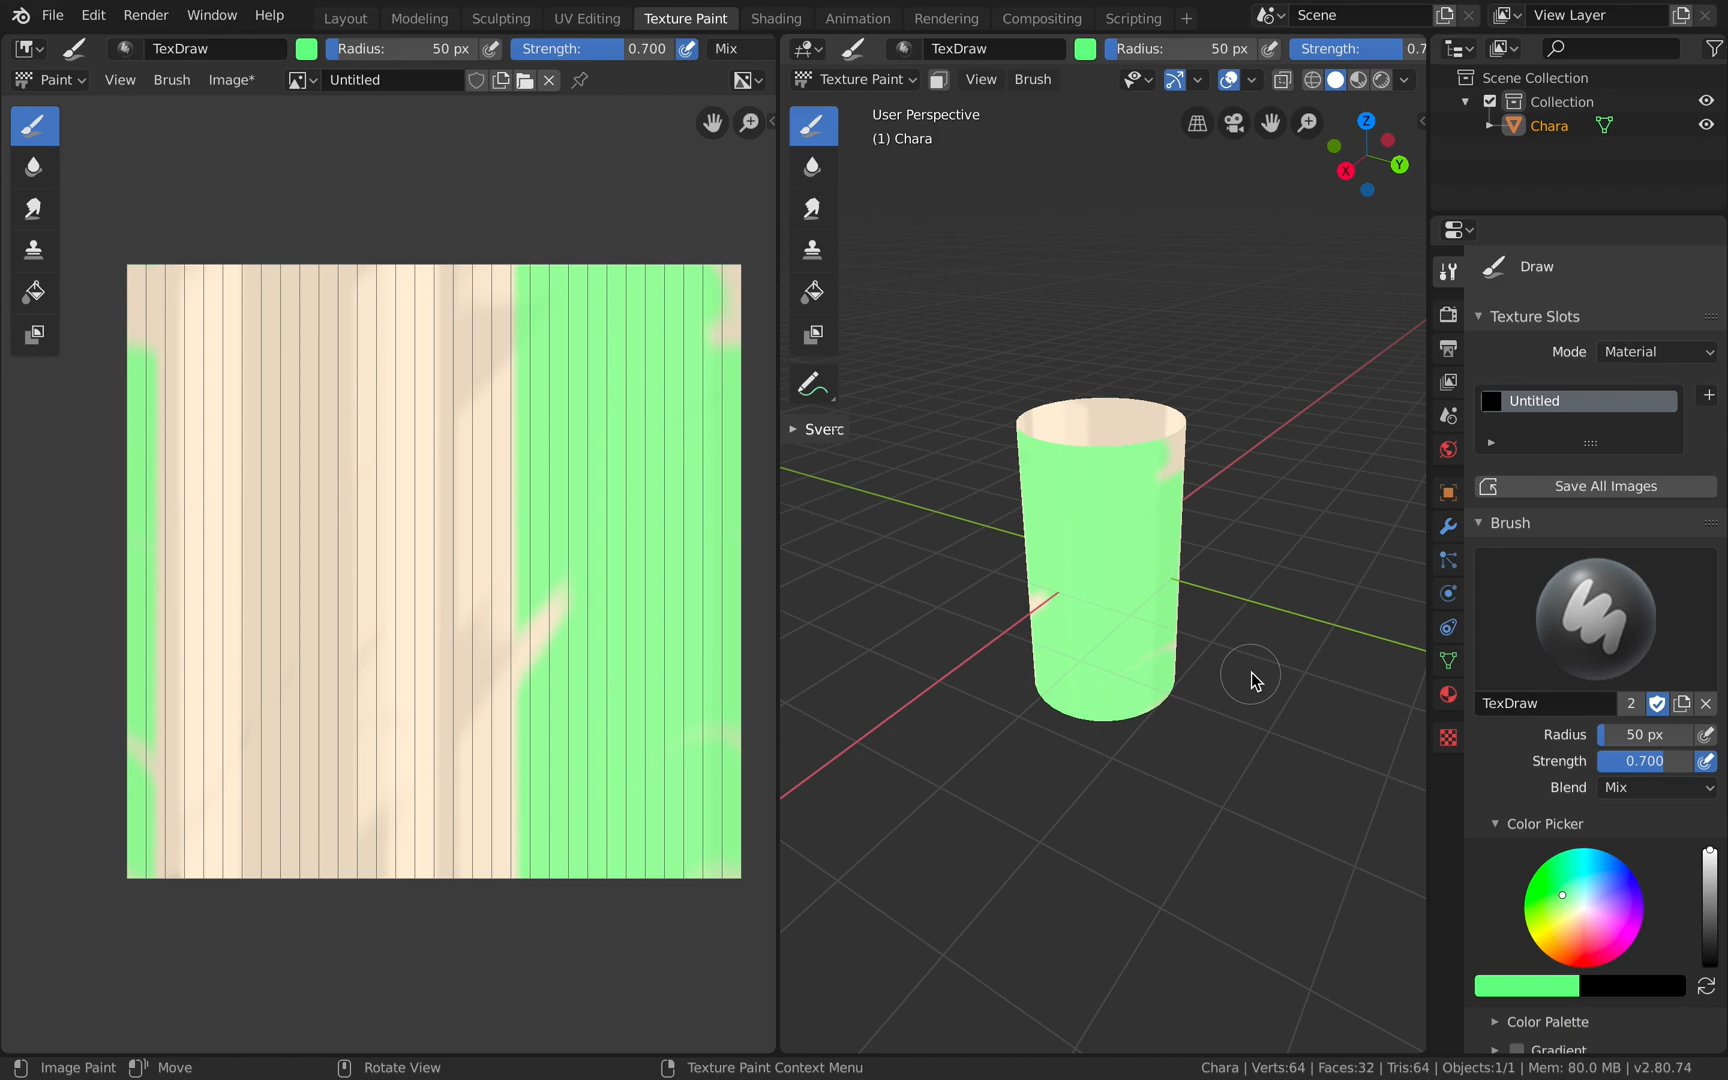 File Edit Render Window Help Layout Modeling Sculpting UV Editing Texture Paint Shading Animation Rendering Compositing Scripting + Scene View Layer
TexDraw Radius: 50 px Strength: 0.700 Mix
Paint View Brush Image* Untitled
TexDraw Radius: 50 px Strength: 0.7
Texture Paint View Brush
User Perspective
(1) Chara
Z
X
Y
Sverc
Scene Collection
Collection
Chara
Draw
Texture Slots
Mode Material
Untitled
Save All Images
Brush
TexDraw 2
Radius 50 px
Strength 0.700
Blend Mix
Color Picker
Color Palette
Gradient
Image Paint Move Rotate View Texture Paint Context Menu Chara | Verts:64 | Faces:32 | Tris:64 | Objects:1/1 | Mem: 80.0 MB | v2.80.74